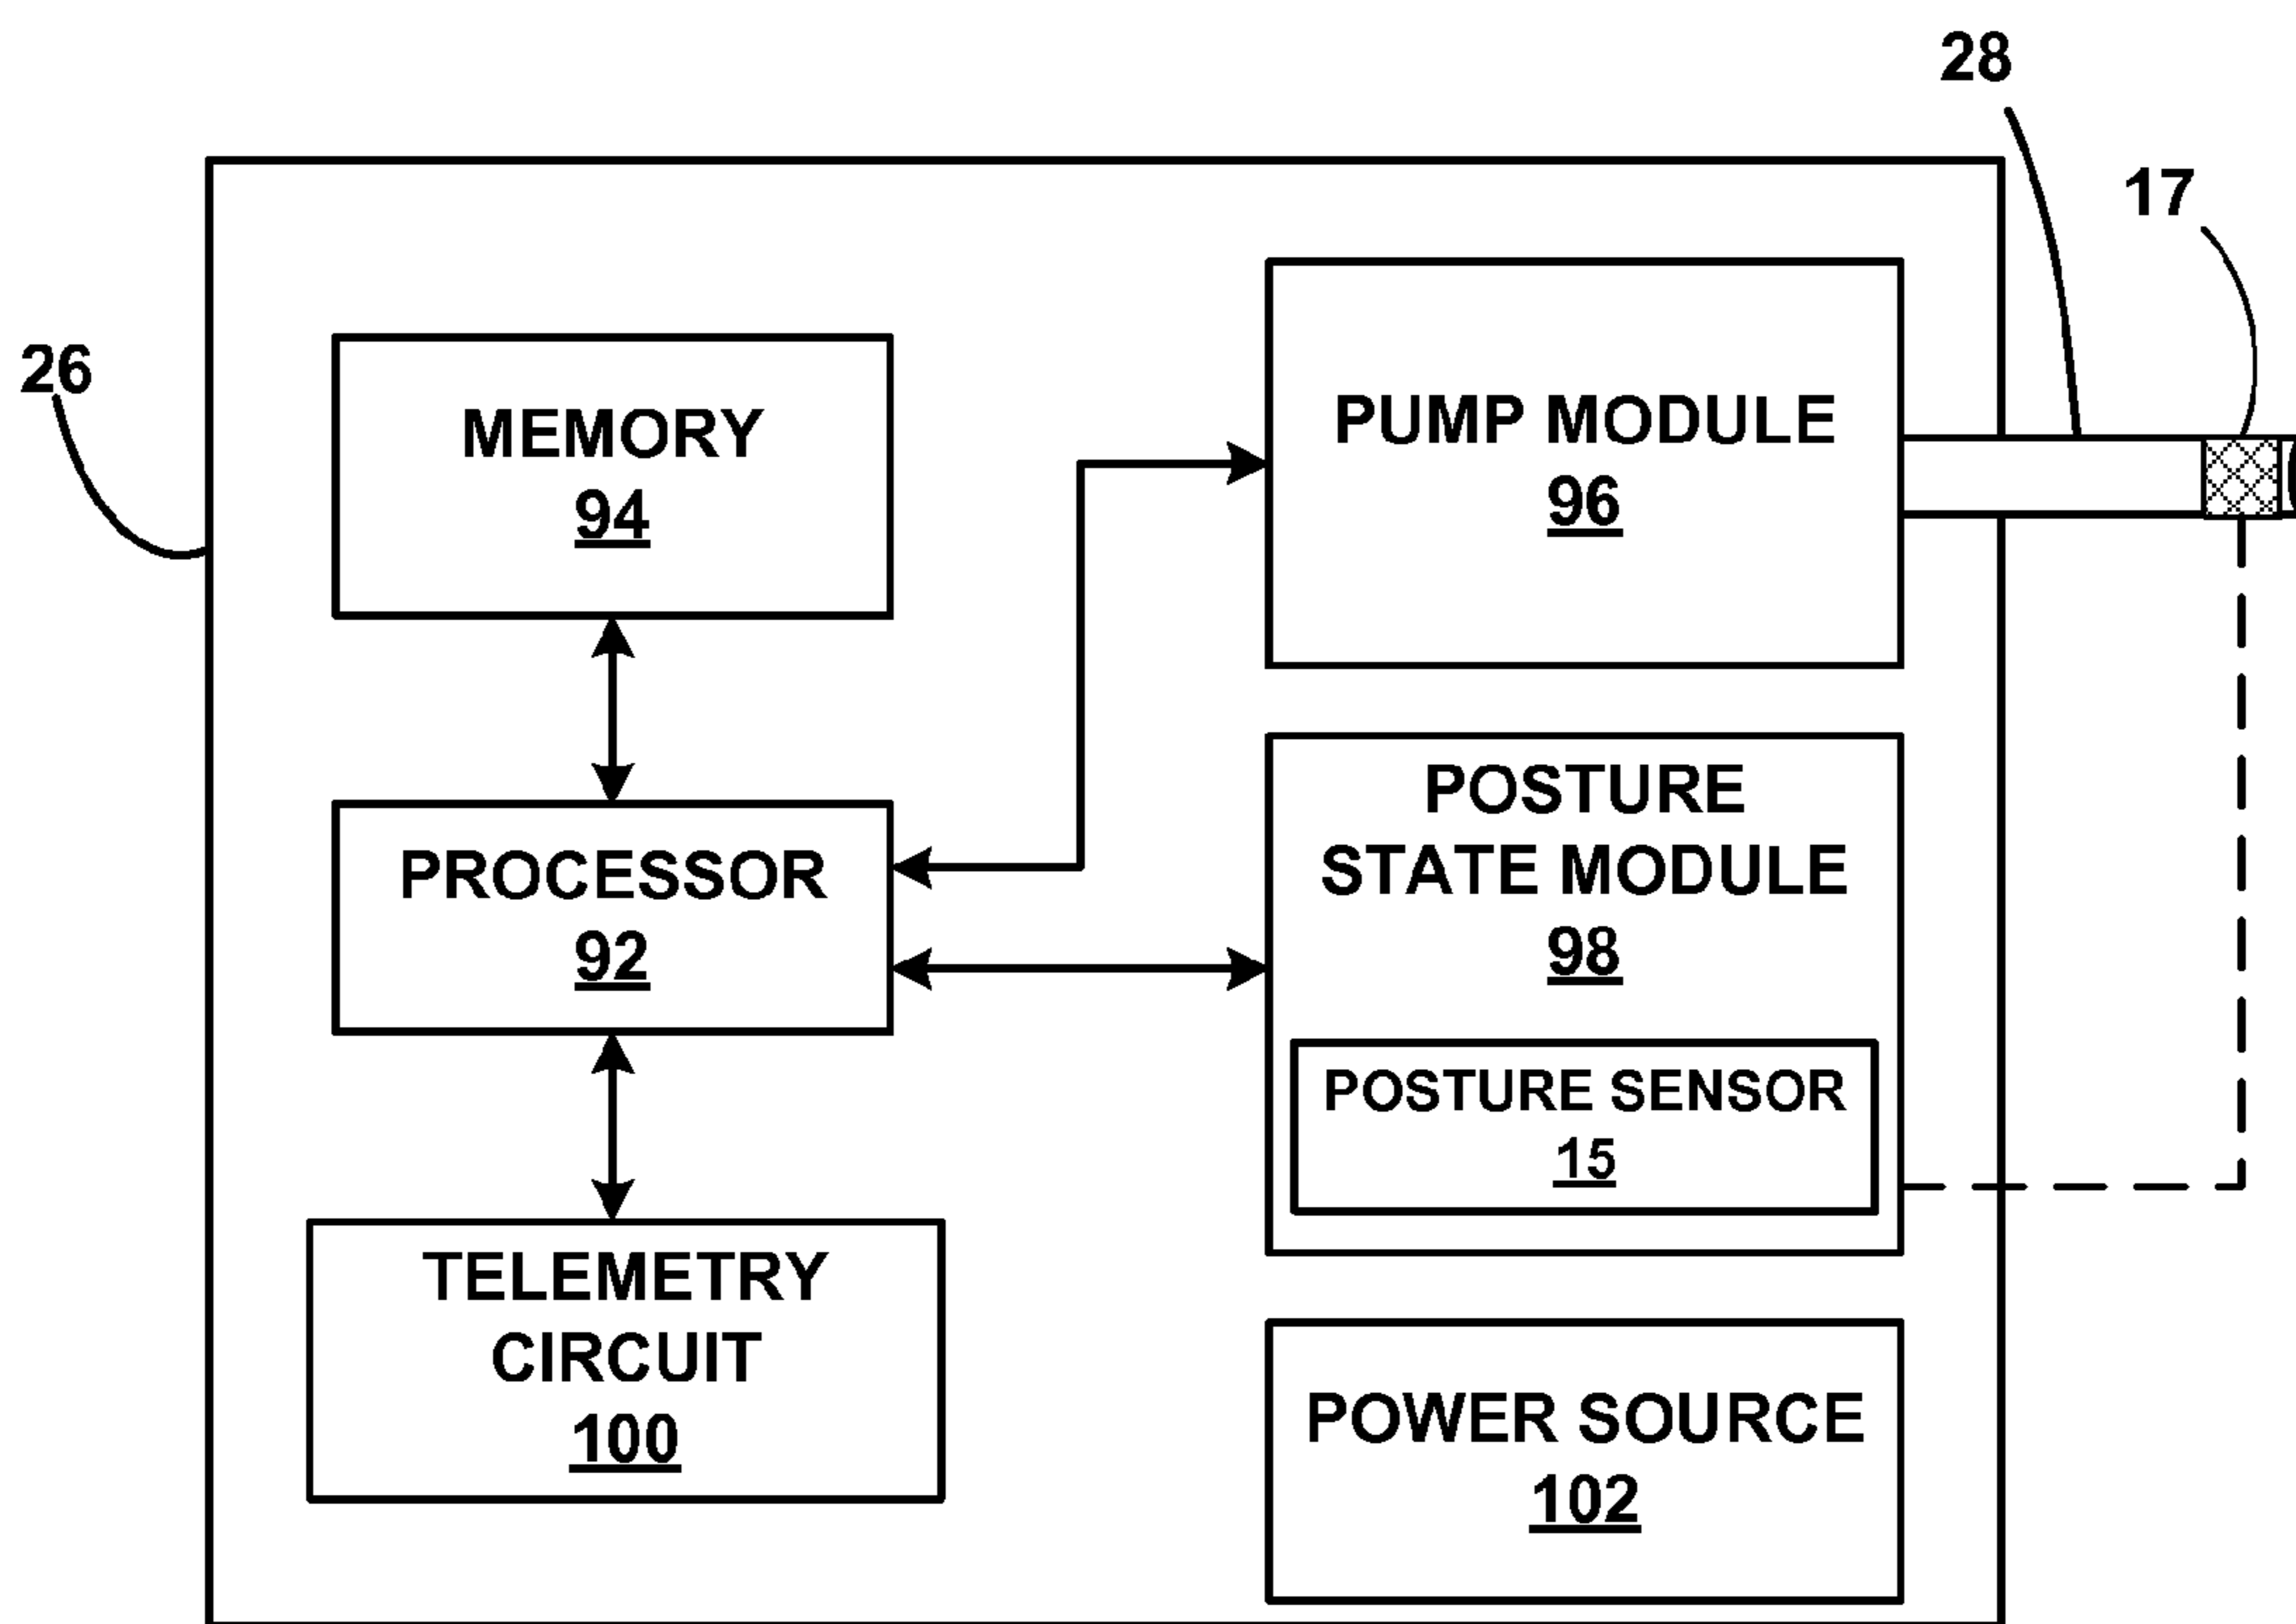 28
17
26
MEMORY
94
PUMP MODULE
96
PROCESSOR
92
POSTURE
STATE MODULE
98
POSTURE SENSOR
15
TELEMETRY
CIRCUIT
100
POWER SOURCE
102